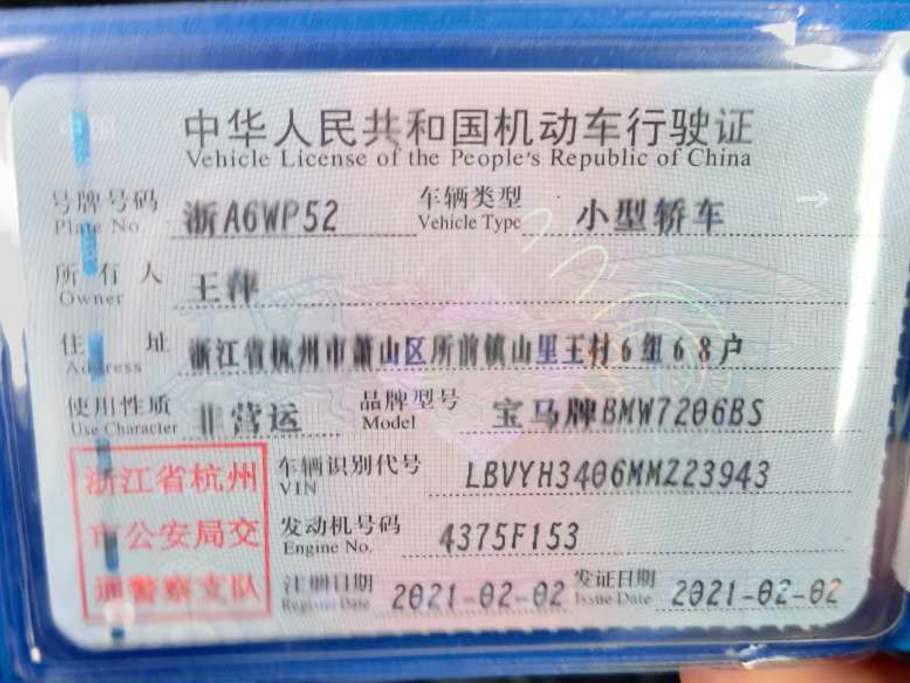 中华人民共和国机动车行驶证
Vehicle License of the People's Republic of China
号牌号码 浙A6WP52 车辆类型 小型轿车
Plate No. Vehicle Type
所有人 王萍
Owner
住址 浙江省杭州市萧山区所前镇山里王村6组68户
Address
使用性质 非营运 品牌型号 宝马牌BMW7206BS
Use Character Model
浙江省杭州 车辆识别代号 LBVYH3406MMZ23943
VIN
市公安局交 发动机号码 4375F153
Engine No.
通警察支队 注册日期 2021-02-02 发证日期 2021-02-02
Register Date Issue Date